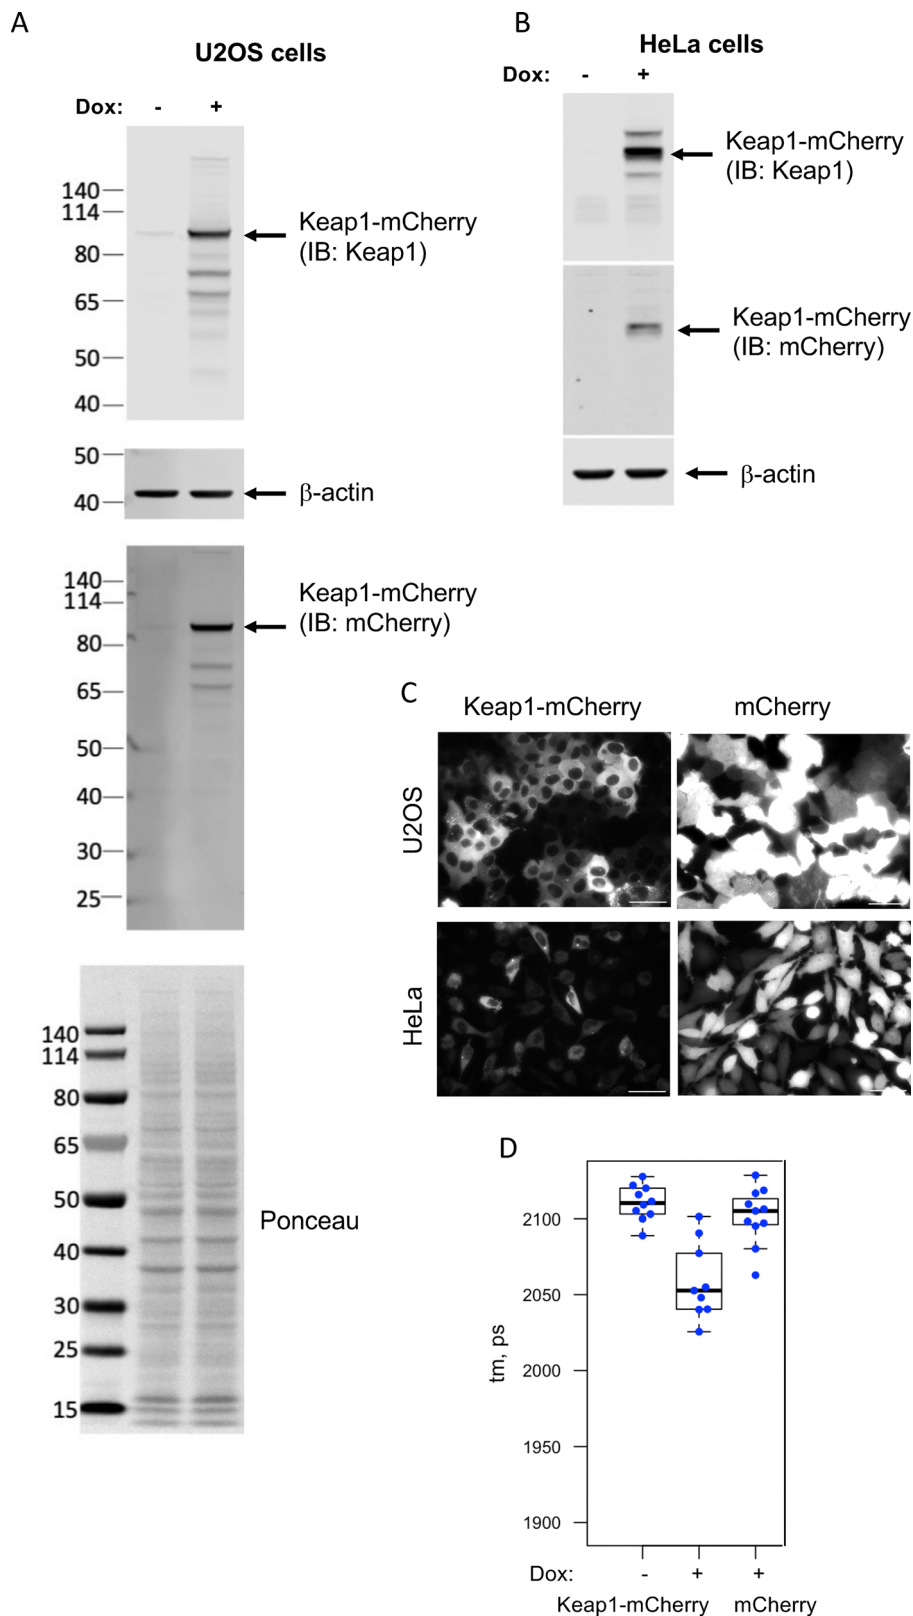 A
U2OS cells
Dox: - +
140
114
80
65
50
40
Keap1-mCherry
(IB: Keap1)
50
40
β-actin
140
114
80
65
50
40
30
25
Keap1-mCherry
(IB: mCherry)
140
114
80
65
50
40
30
25
15
Ponceau
B
HeLa cells
Dox: - +
Keap1-mCherry
(IB: Keap1)
Keap1-mCherry
(IB: mCherry)
β-actin
C
Keap1-mCherry mCherry
U2OS
HeLa
D
tm, ps
2100
2050
2000
1950
1900
Dox: - + +
Keap1-mCherry mCherry